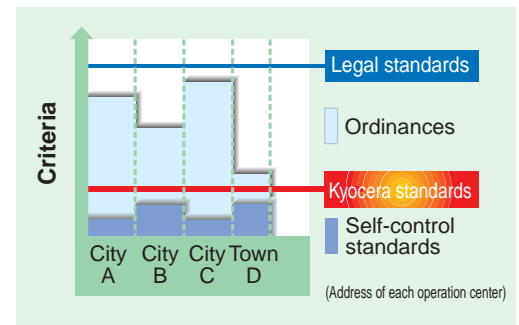 Criteria
Legal standards
Ordinances
Kyocera standards
Self-control
standards
City City City Town
A B C D
(Address of each operation center)